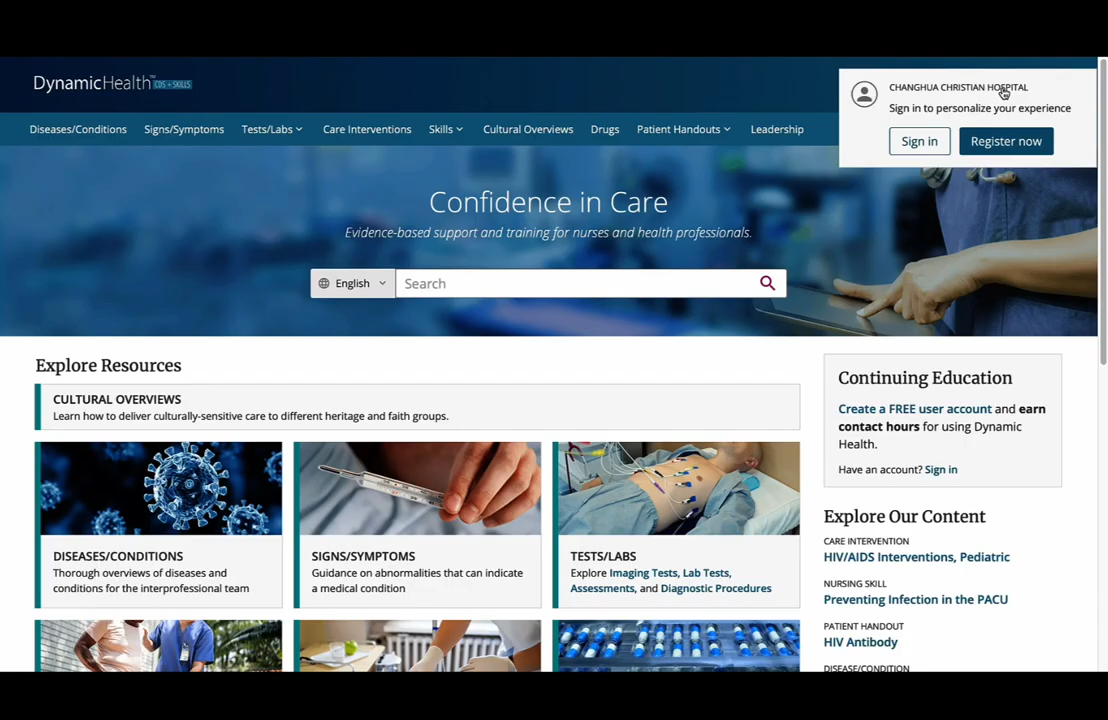 DynamicHealth™ CDS + SKILLS
CHANGHUA CHRISTIAN HOSPITAL
Sign in to personalize your experience
Sign in
Register now
Diseases/Conditions
Signs/Symptoms
Tests/Labs
Care Interventions
Skills
Cultural Overviews
Drugs
Patient Handouts
Leadership
Confidence in Care
Evidence-based support and training for nurses and health professionals.
English
Search
Explore Resources
CULTURAL OVERVIEWS
Learn how to deliver culturally-sensitive care to different heritage and faith groups.
DISEASES/CONDITIONS
Thorough overviews of diseases and
conditions for the interprofessional team
SIGNS/SYMPTOMS
Guidance on abnormalities that can indicate
a medical condition
TESTS/LABS
Explore Imaging Tests, Lab Tests,
Assessments, and Diagnostic Procedures
Continuing Education
Create a FREE user account and earn
contact hours for using Dynamic
Health.
Have an account? Sign in
Explore Our Content
CARE INTERVENTION
HIV/AIDS Interventions, Pediatric
NURSING SKILL
Preventing Infection in the PACU
PATIENT HANDOUT
HIV Antibody
DISEASE/CONDITION